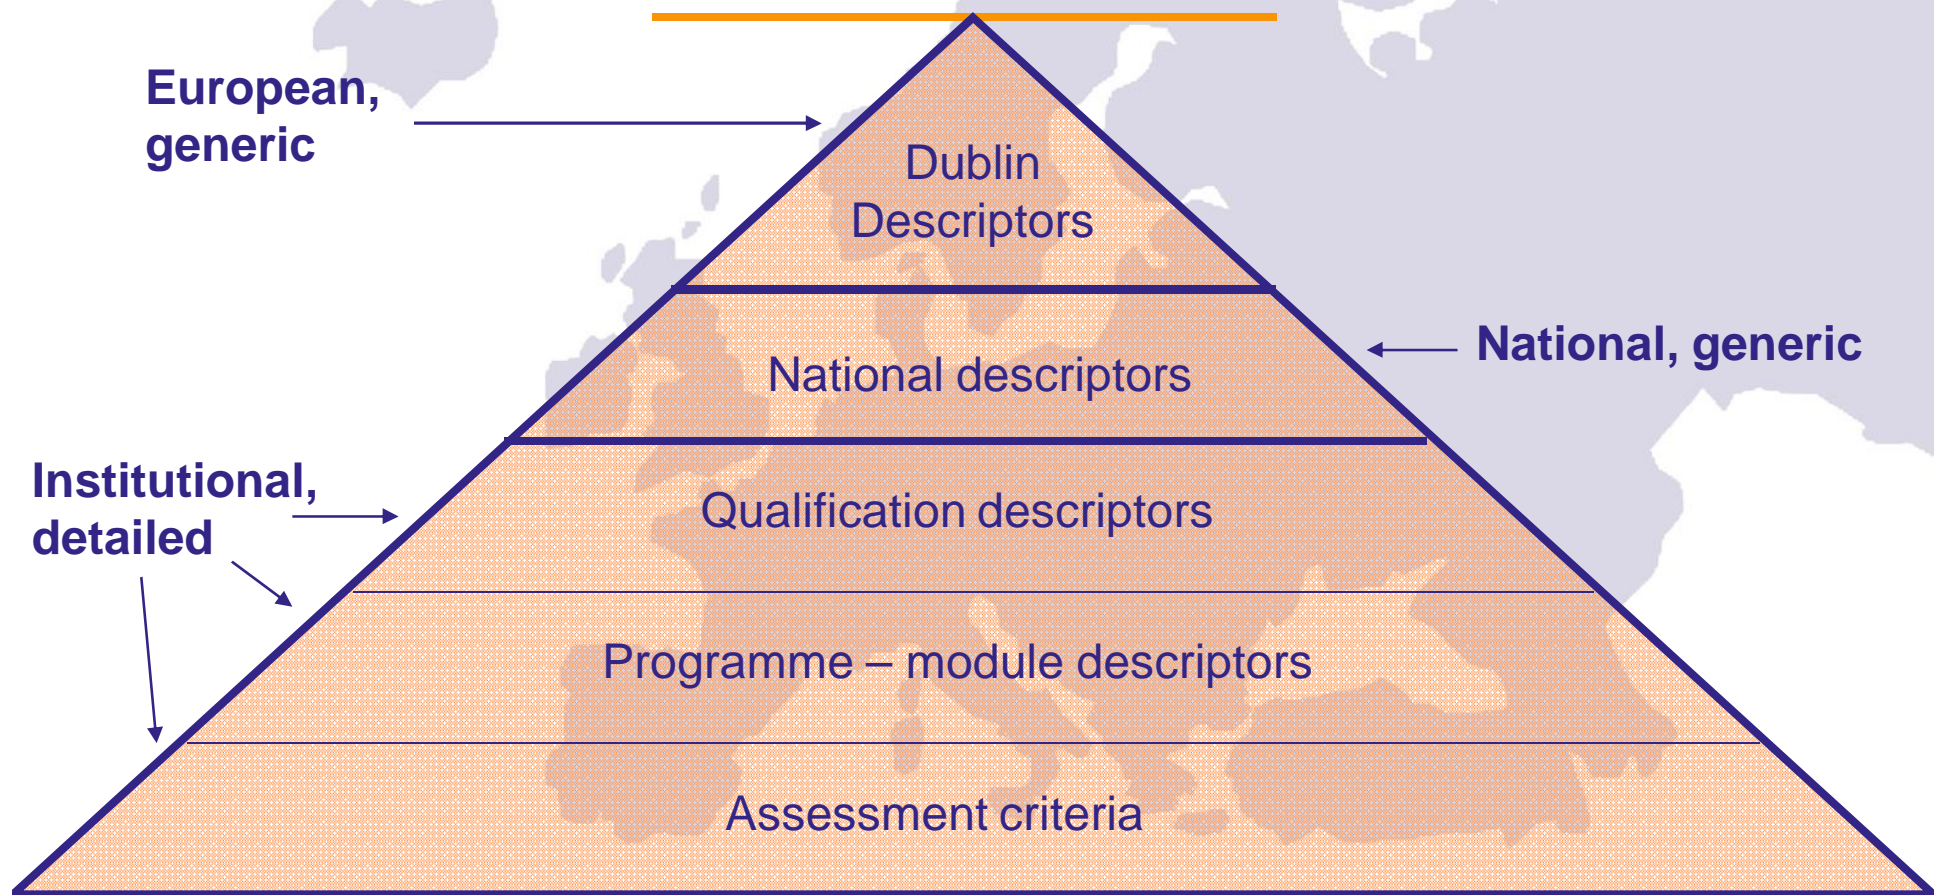 European,
generic
Dublin
Descriptors
National descriptors
National, generic
Institutional,
detailed
Qualification descriptors
Programme – module descriptors
Assessment criteria